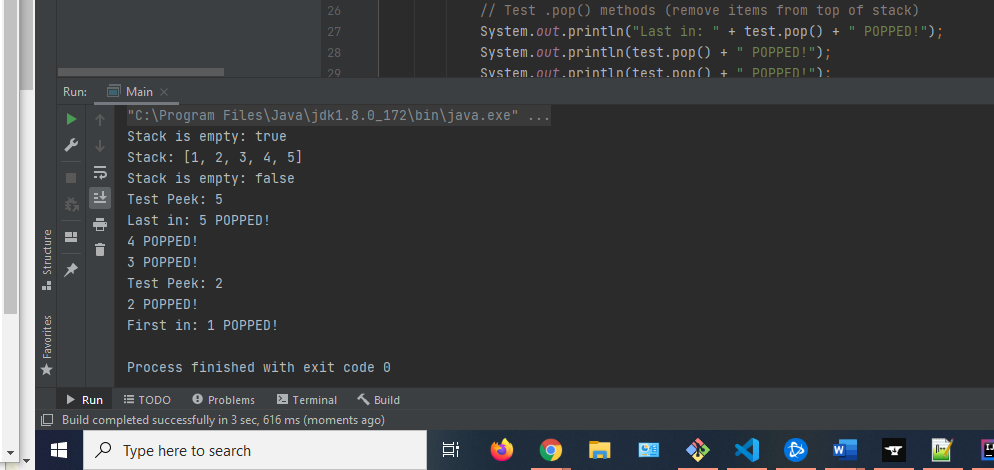 26 // Test .pop() methods (remove items from top of stack)
27 System.out.println("Last in: " + test.pop() + " POPPED!");
28 System.out.println(test.pop() + " POPPED!");
29 System.out.println(test.pop() + " POPPED!");
Run: Main
"C:\Program Files\Java\jdk1.8.0_172\bin\java.exe" ...
Stack is empty: true
Stack: [1, 2, 3, 4, 5]
Stack is empty: false
Test Peek: 5
Last in: 5 POPPED!
4 POPPED!
3 POPPED!
Test Peek: 2
2 POPPED!
First in: 1 POPPED!
Process finished with exit code 0
Structure
Favorites
Run TODO Problems Terminal Build
Build completed successfully in 3 sec, 616 ms (moments ago)
Type here to search
W
IJ